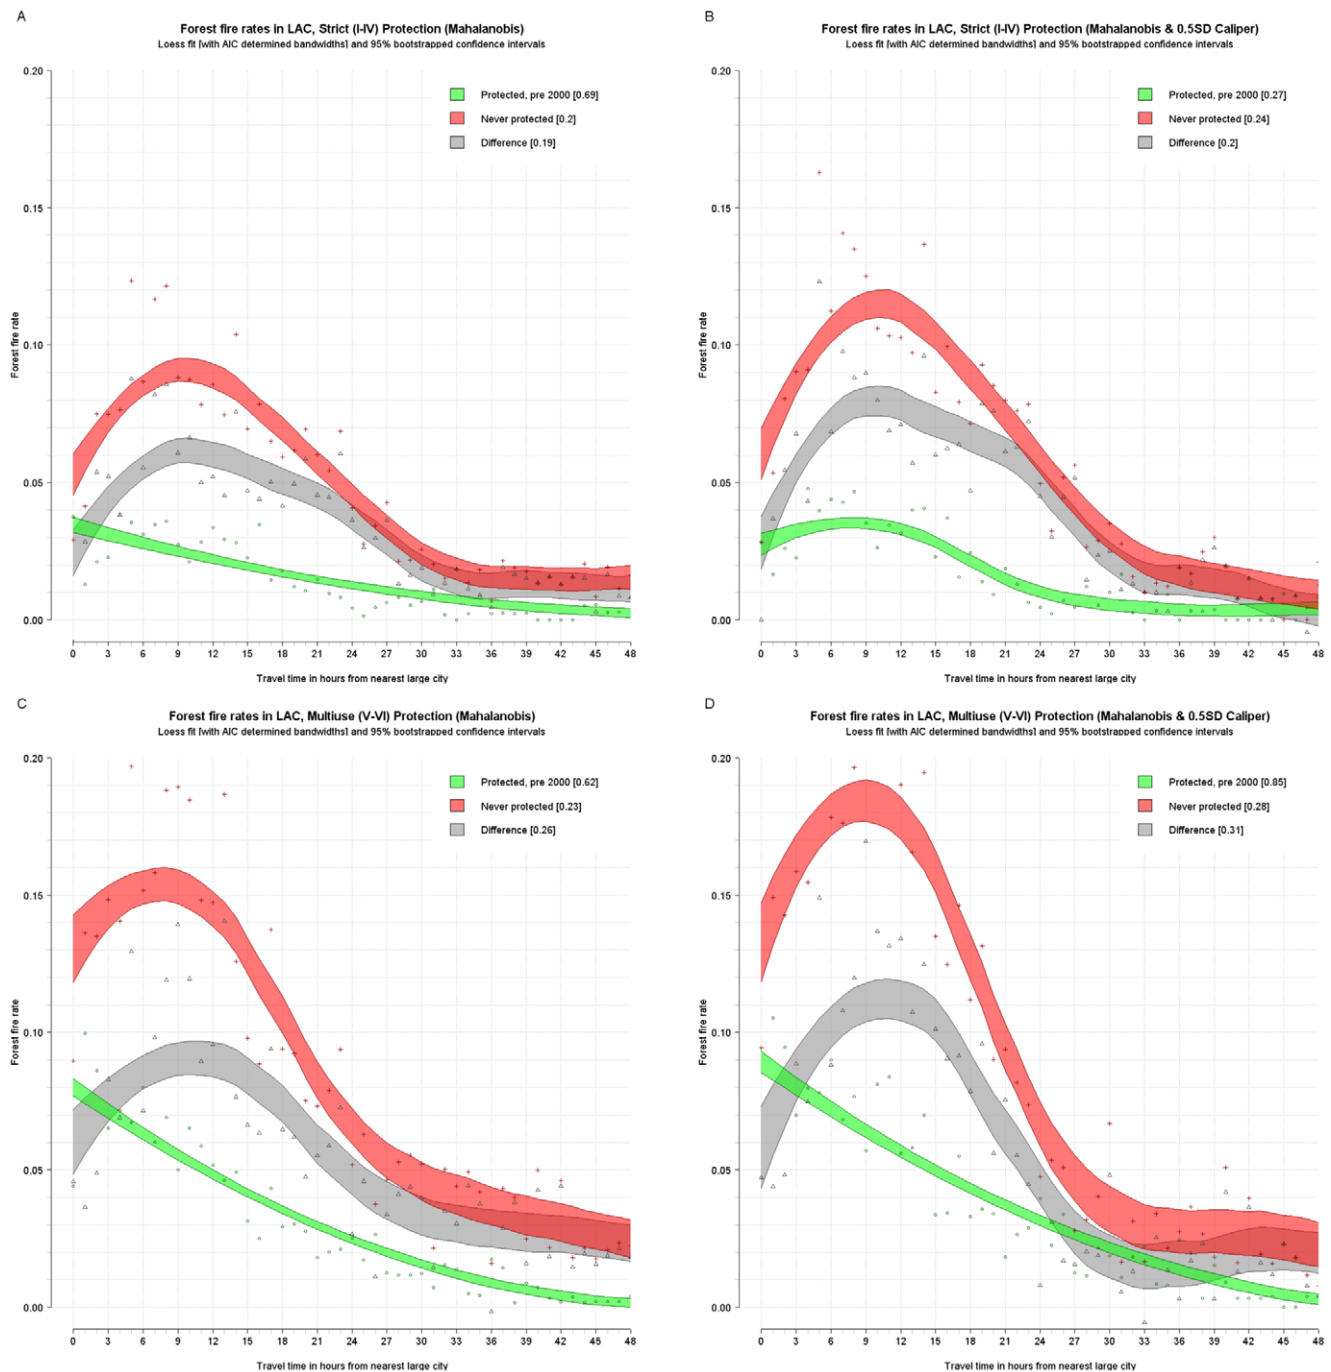 A
Forest fire rates in LAC, Strict (I-IV) Protection (Mahalanobis)
Loess fit [with AIC determined bandwidths] and 95% bootstrapped confidence intervals
0.20
0.15
0.10
0.05
0.00
Forest fire rate
Protected, pre 2000 [0.69]
Never protected [0.2]
Difference [0.19]
0 3 6 9 12 15 18 21 24 27 30 33 36 39 42 45 48
Travel time in hours from nearest large city
B
Forest fire rates in LAC, Strict (I-IV) Protection (Mahalanobis & 0.5SD Caliper)
Loess fit [with AIC determined bandwidths] and 95% bootstrapped confidence intervals
0.20
0.15
0.10
0.05
0.00
Forest fire rate
Protected, pre 2000 [0.27]
Never protected [0.24]
Difference [0.2]
0 3 6 9 12 15 18 21 24 27 30 33 36 39 42 45 48
Travel time in hours from nearest large city
C
Forest fire rates in LAC, Multiuse (V-VI) Protection (Mahalanobis)
Loess fit [with AIC determined bandwidths] and 95% bootstrapped confidence intervals
0.20
0.15
0.10
0.05
0.00
Forest fire rate
Protected, pre 2000 [0.62]
Never protected [0.23]
Difference [0.26]
0 3 6 9 12 15 18 21 24 27 30 33 36 39 42 45 48
Travel time in hours from nearest large city
D
Forest fire rates in LAC, Multiuse (V-VI) Protection (Mahalanobis & 0.5SD Caliper)
Loess fit [with AIC determined bandwidths] and 95% bootstrapped confidence intervals
0.20
0.15
0.10
0.05
0.00
Forest fire rate
Protected, pre 2000 [0.85]
Never protected [0.28]
Difference [0.31]
0 3 6 9 12 15 18 21 24 27 30 33 36 39 42 45 48
Travel time in hours from nearest large city